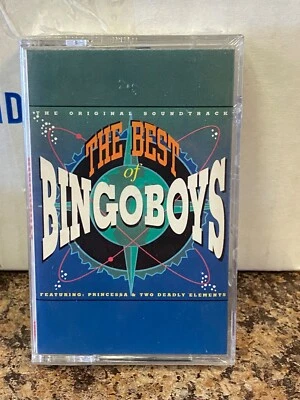 THE ORIGINAL SOUNDTRACK
THE BEST
of
BINGOBOYS
FEATURING: PRINCESSA & TWO DEADLY ELEMENTS